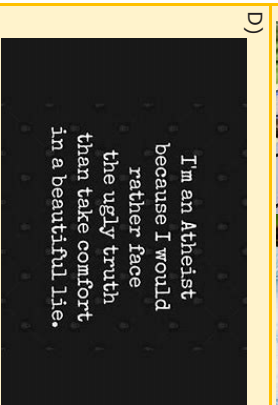 D)
I'm an Atheist
because I would
rather face
the ugly truth
than take comfort
in a beautiful lie.